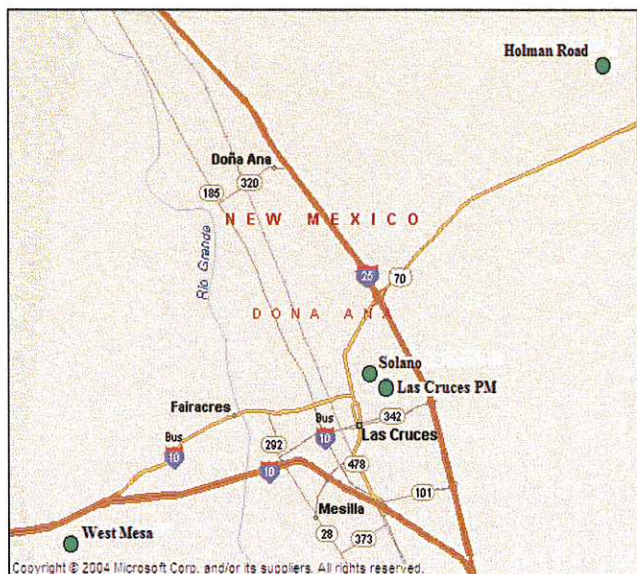 Holman Road
Doña Ana
320
185
NEW MEXICO
Rio Grande
25
70
DONA ANA
Solano
Las Cruces PM
Fairacres
Bus
10
Bus
10
292
342
Las Cruces
10
478
101
Mesilla
28
373
West Mesa
Copyright © 2004 Microsoft Corp. and/or its suppliers. All rights reserved.